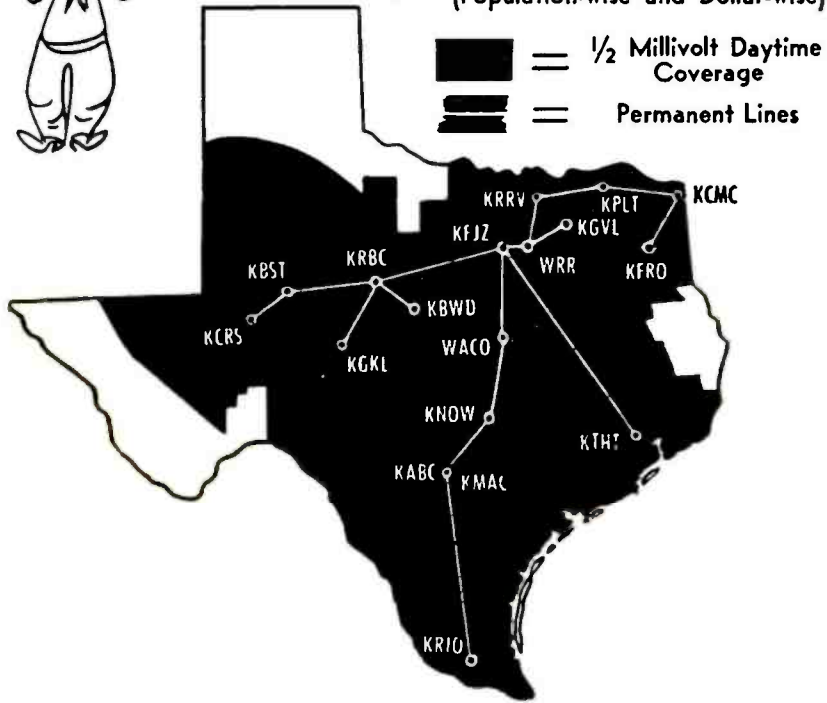 (Population-wise and Dollar-wise)
= ½ Millivolt Daytime
Coverage
= Permanent Lines
KRRV
KPLT
KCMC
KGVL
KFJZ
WRR
KFRO
KRBC
KBST
KBWD
KCRS
KGKL
WACO
KNOW
KTHT
KABC
KMAC
KRIO